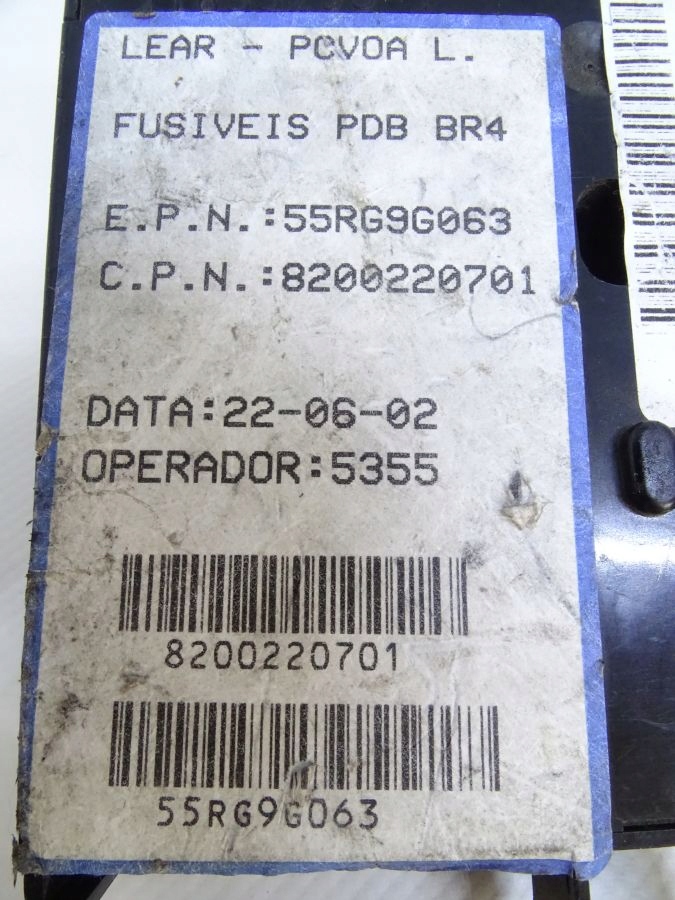 LEAR - PCVOA L.
FUSIVEIS PDB BR4
E.P.N.:55RG9G063
C.P.N.:8200220701
DATA:22-06-02
OPERADOR:5355
8200220701
55RG9G063